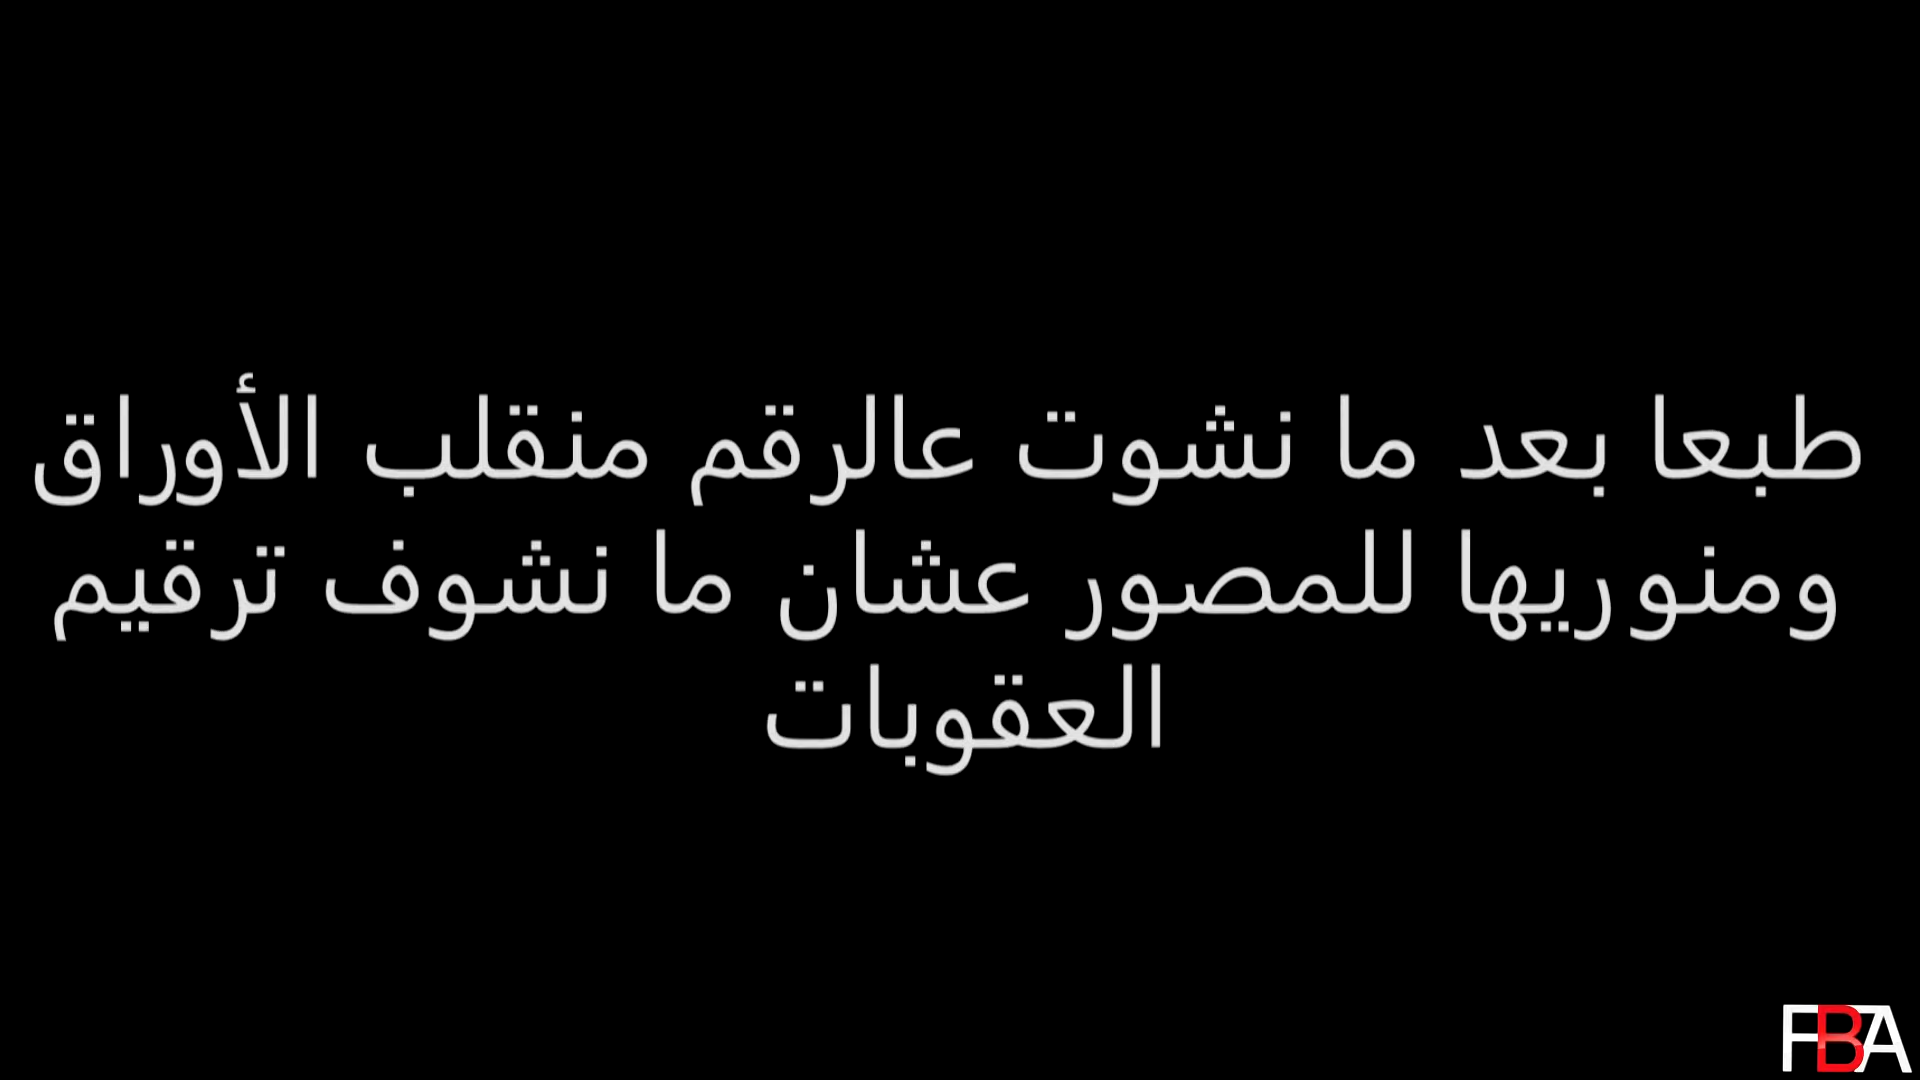 طبعا بعد ما نشوت عالرقم منقلب الأوراق
ومنوريها للمصور عشان ما نشوف ترقيم
العقوبات
FBA